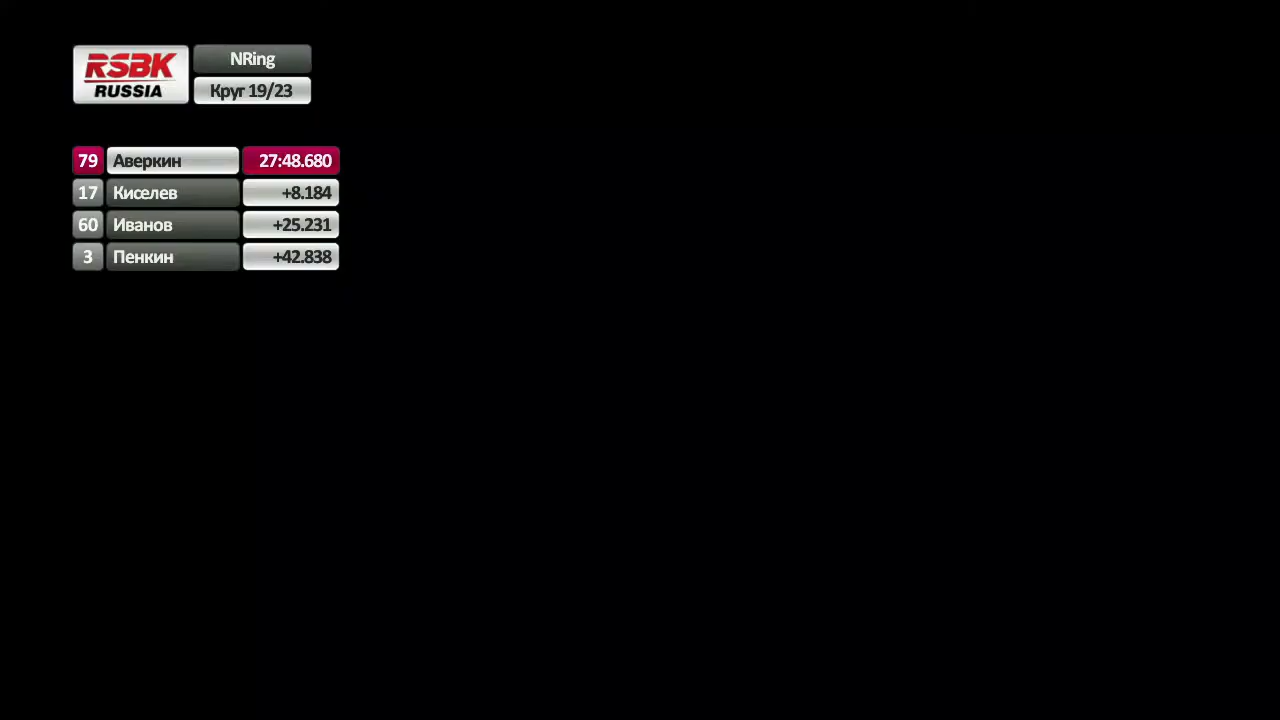 RSBK
RUSSIA
NRing
Круг 19/23
79 Аверкин 27:48.680
17 Киселев +8.184
60 Иванов +25.231
3 Пенкин +42.838